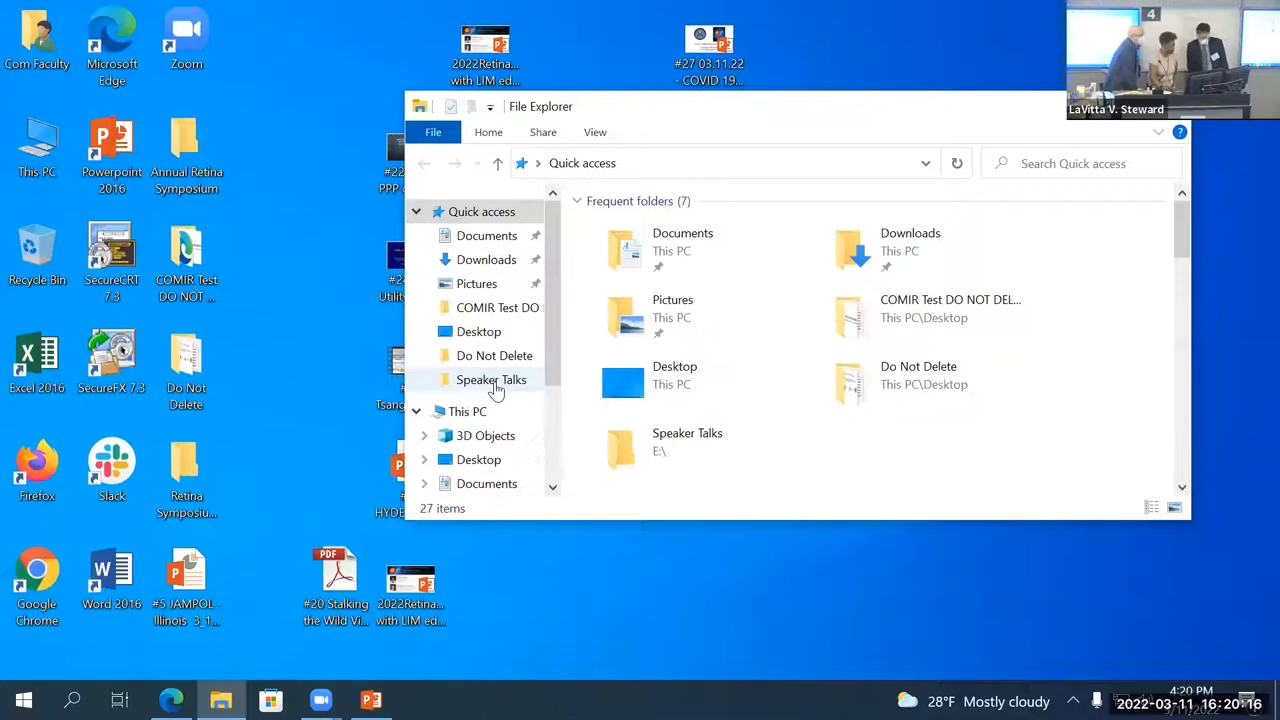 Com Faculty
Microsoft
Edge
Zoom
2022Retina...
with LIM ed...
#27 03.11.22
- COVID 19...
4
LaVitta V. Steward
This PC
Powerpoint
2016
Annual Retina
Symposium
#22
PPP c
Recycle Bin
SecureCRT
7.3
COMIR Test
DO NOT ...
#24
Utility
Excel 2016
SecureFX 7.3
Do Not
Delete
Tsang
Firefox
Slack
Retina
Symposiu...
#
HYDE
Google
Chrome
Word 2016
#5 JAMPOL -
Illinois 3_1...
PDF
#20 Stalking
the Wild Vi...
2022Retina...
with LIM ed...
File Explorer
File
Home
Share
View
Quick access
Search Quick access
Quick access
Documents
Downloads
Pictures
COMIR Test DO
Desktop
Do Not Delete
Speaker Talks
This PC
3D Objects
Desktop
Documents
Frequent folders (7)
Documents
This PC
Downloads
This PC
Pictures
This PC
COMIR Test DO NOT DEL...
This PC\Desktop
Desktop
This PC
Do Not Delete
This PC\Desktop
Speaker Talks
E:\
27 items
28°F Mostly cloudy
4:20 PM
2022-03-11 16:20:16